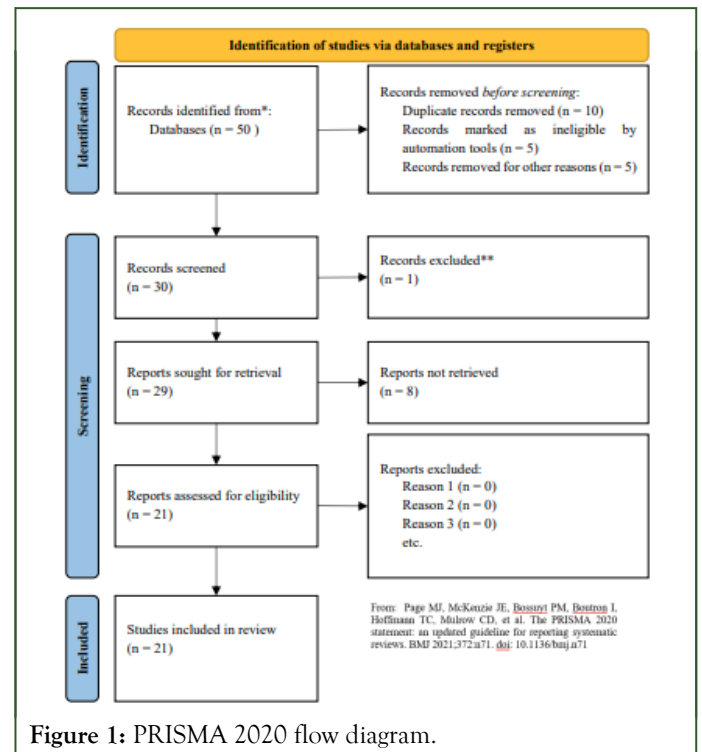 Identification of studies via databases and registers
Identification
Records identified from*:
Databases (n = 50 )
Records removed before screening:
Duplicate records removed (n = 10)
Records marked as ineligible by
automation tools (n = 5)
Records removed for other reasons (n = 5)
Screening
Records screened
(n = 30)
Records excluded**
(n = 1)
Reports sought for retrieval
(n = 29)
Reports not retrieved
(n = 8)
Reports assessed for eligibility
(n = 21)
Reports excluded:
Reason 1 (n = 0)
Reason 2 (n = 0)
Reason 3 (n = 0)
etc.
Included
Studies included in review
(n = 21)
From: Page MJ, McKenzie JE, Bossuyt PM, Boutron I,
Hoffmann TC, Mulrow CD, et al. The PRISMA 2020
statement: an updated guideline for reporting systematic
reviews. BMJ 2021;372:n71. doi: 10.1136/bmj.n71
Figure 1: PRISMA 2020 flow diagram.